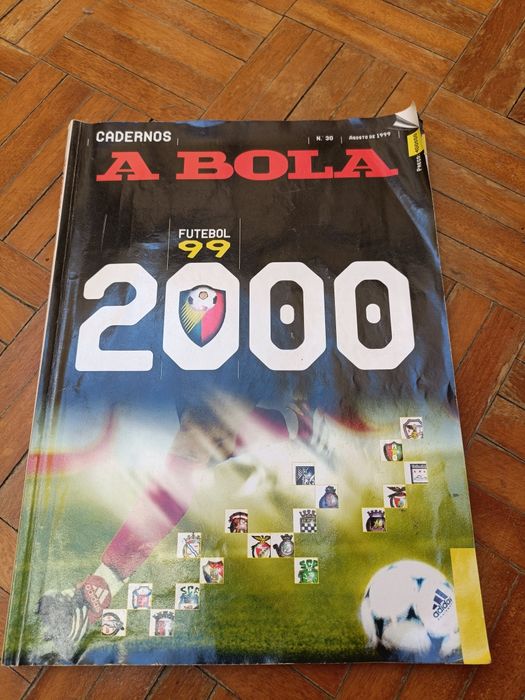 CADERNOS
N.º 30
AGOSTO DE 1999
A BOLA
FUTEBOL
99
2000
adidas